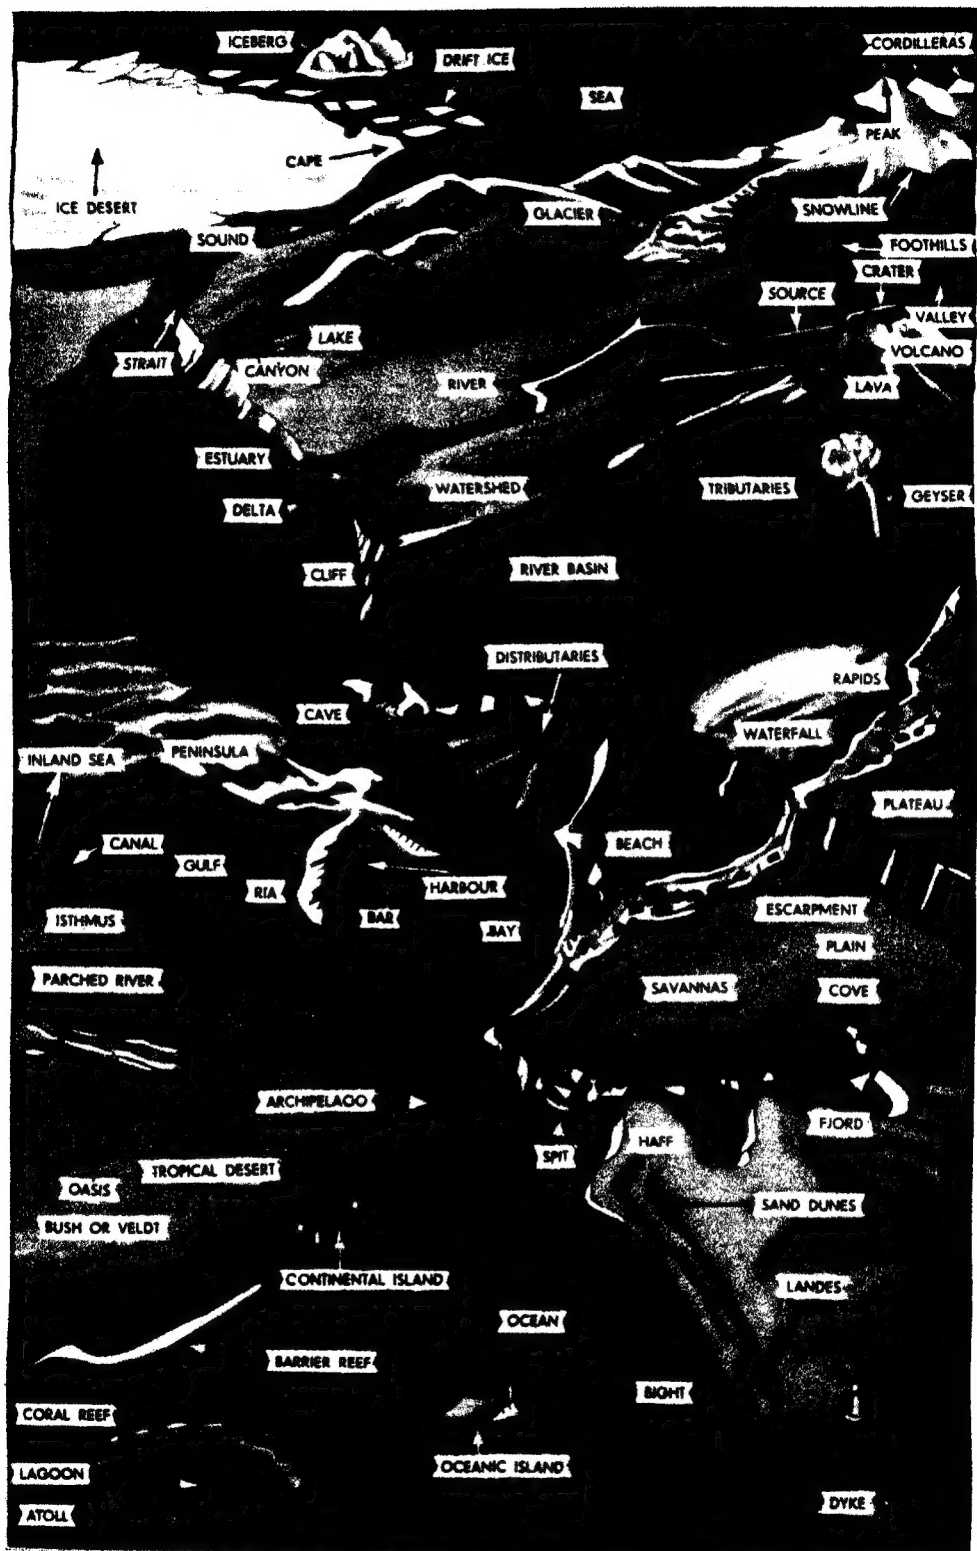 ICEBERG
CORDILLERAS
DRIFT ICE
SEA
PEAK
CAPE
ICE DESERT
GLACIER
SNOWLINE
SOUND
FOOTHILLS
CRATER
SOURCE
VALLEY
LAKE
STRAIT
CANYON
VOLCANO
RIVER
LAVA
ESTUARY
WATERSHED
TRIBUTARIES
GEYSER
DELTA
CLIFF
RIVER BASIN
DISTRIBUTARIES
RAPIDS
CAVE
WATERFALL
INLAND SEA
PENINSULA
PLATEAU
CANAL
BEACH
GULF
RIA
HARBOUR
ISTHMUS
BAR
BAY
ESCARPMENT
PLAIN
PARCHED RIVER
SAVANNAS
COVE
ARCHIPELAGO
FJORD
SPIT
HAFF
TROPICAL DESERT
OASIS
SAND DUNES
BUSH OR VELDT
CONTINENTAL ISLAND
LANDES
OCEAN
BARRIER REEF
BIGHT
CORAL REEF
LAGOON
OCEANIC ISLAND
DYKE
ATOLL